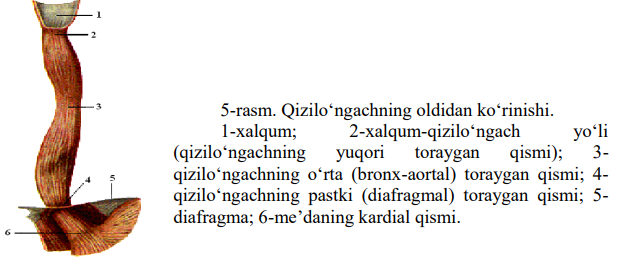 1
2
3
4
5
6
5-rasm. Qizilo‘ngachning oldidan ko‘rinishi.
1-xalqum; 2-xalqum-qizilo‘ngach yo‘li
(qizilo‘ngachning yuqori toraygan qismi); 3-
qizilo‘ngachning o‘rta (bronx-aortal) toraygan qismi; 4-
qizilo‘ngachning pastki (diafragmal) toraygan qismi; 5-
diafragma; 6-me’daning kardial qismi.